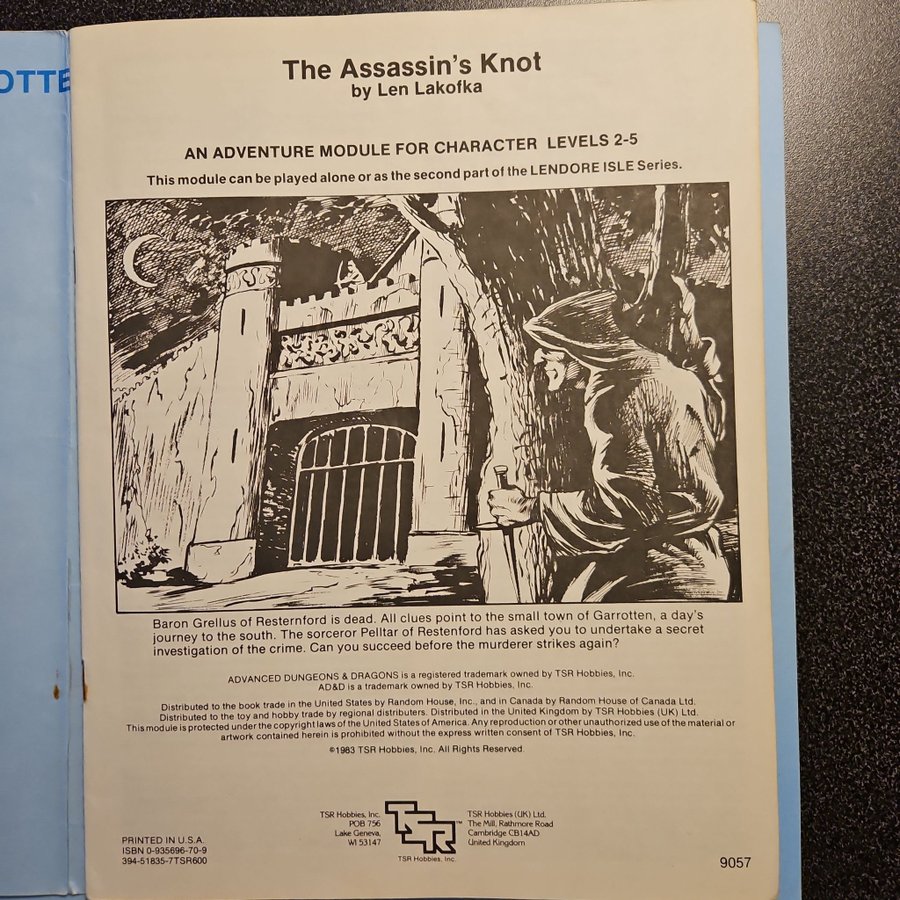 OTTE
The Assassin's Knot
by Len Lakofka
AN ADVENTURE MODULE FOR CHARACTER LEVELS 2-5
This module can be played alone or as the second part of the LENDORE ISLE Series.
Baron Grellus of Resternford is dead. All clues point to the small town of Garrotten, a day's
journey to the south. The sorceror Pelltar of Restenford has asked you to undertake a secret
investigation of the crime. Can you succeed before the murderer strikes again?
ADVANCED DUNGEONS & DRAGONS is a registered trademark owned by TSR Hobbies, Inc.
AD&D is a trademark owned by TSR Hobbies, Inc.
Distributed to the book trade in the United States by Random House, Inc., and in Canada by Random House of Canada Ltd.
Distributed to the toy and hobby trade by regional distributers. Distributed in the United Kingdom by TSR Hobbies (UK) Ltd.
This module is protected under the copyright laws of the United States of America. Any reproduction or other unauthorized use of the material or
artwork contained herein is prohibited without the express written consent of TSR Hobbies, Inc.
©1983 TSR Hobbies, Inc. All Rights Reserved.
TSR Hobbies, Inc.
POB 756
Lake Geneva,
WI 53147
TSR™
TSR Hobbies, Inc.
TSR Hobbies (UK) Ltd.
The Mill, Rathmore Road
Cambridge CB14AD
United Kingdom
PRINTED IN U.S.A.
ISBN 0-935696-70-9
394-51835-7TSR600
9057